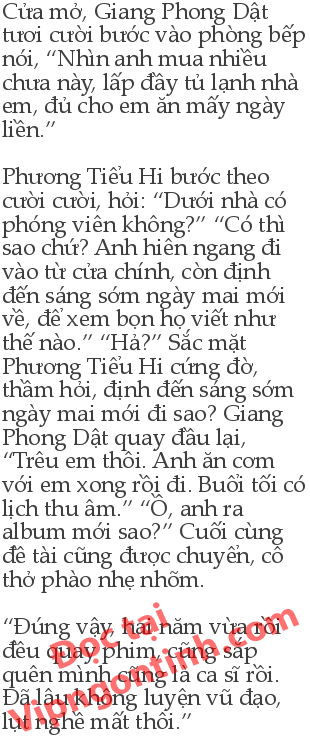 Cửa mở, Giang Phong Dật
tươi cười bước vào phòng bếp
nói, “Nhìn anh mua nhiều
chưa này, lấp đầy tủ lạnh nhà
em, đủ cho em ăn mấy ngày
liền.”
Phương Tiểu Hi bước theo
cười cười, hỏi: “Dưới nhà có
phóng viên không?” “Có thì
sao chứ? Anh hiên ngang đi
vào từ cửa chính, còn định
đến sáng sớm ngày mai mới
về, để xem bọn họ viết như
thế nào.” “Hả?” Sắc mặt
Phương Tiểu Hi cứng đờ,
thầm hỏi, định đến sáng sớm
ngày mai mới đi sao? Giang
Phong Dật quay đầu lại,
“Trêu em thôi. Anh ăn cơm
với em xong rồi đi. Buổi tối có
lịch thu âm.” “Ồ, anh ra
album mới sao?” Cuối cùng
đề tài cũng được chuyển, cô
thở phào nhẹ nhõm.
“Đúng vậy, hai năm vừa rồi
đều quay phim, cũng sắp
quên mình cũng là ca sĩ rồi.
Đã lâu không luyện vũ đạo,
lụt nghề mất thôi.”
Đọc tại
Vipngontinh.com